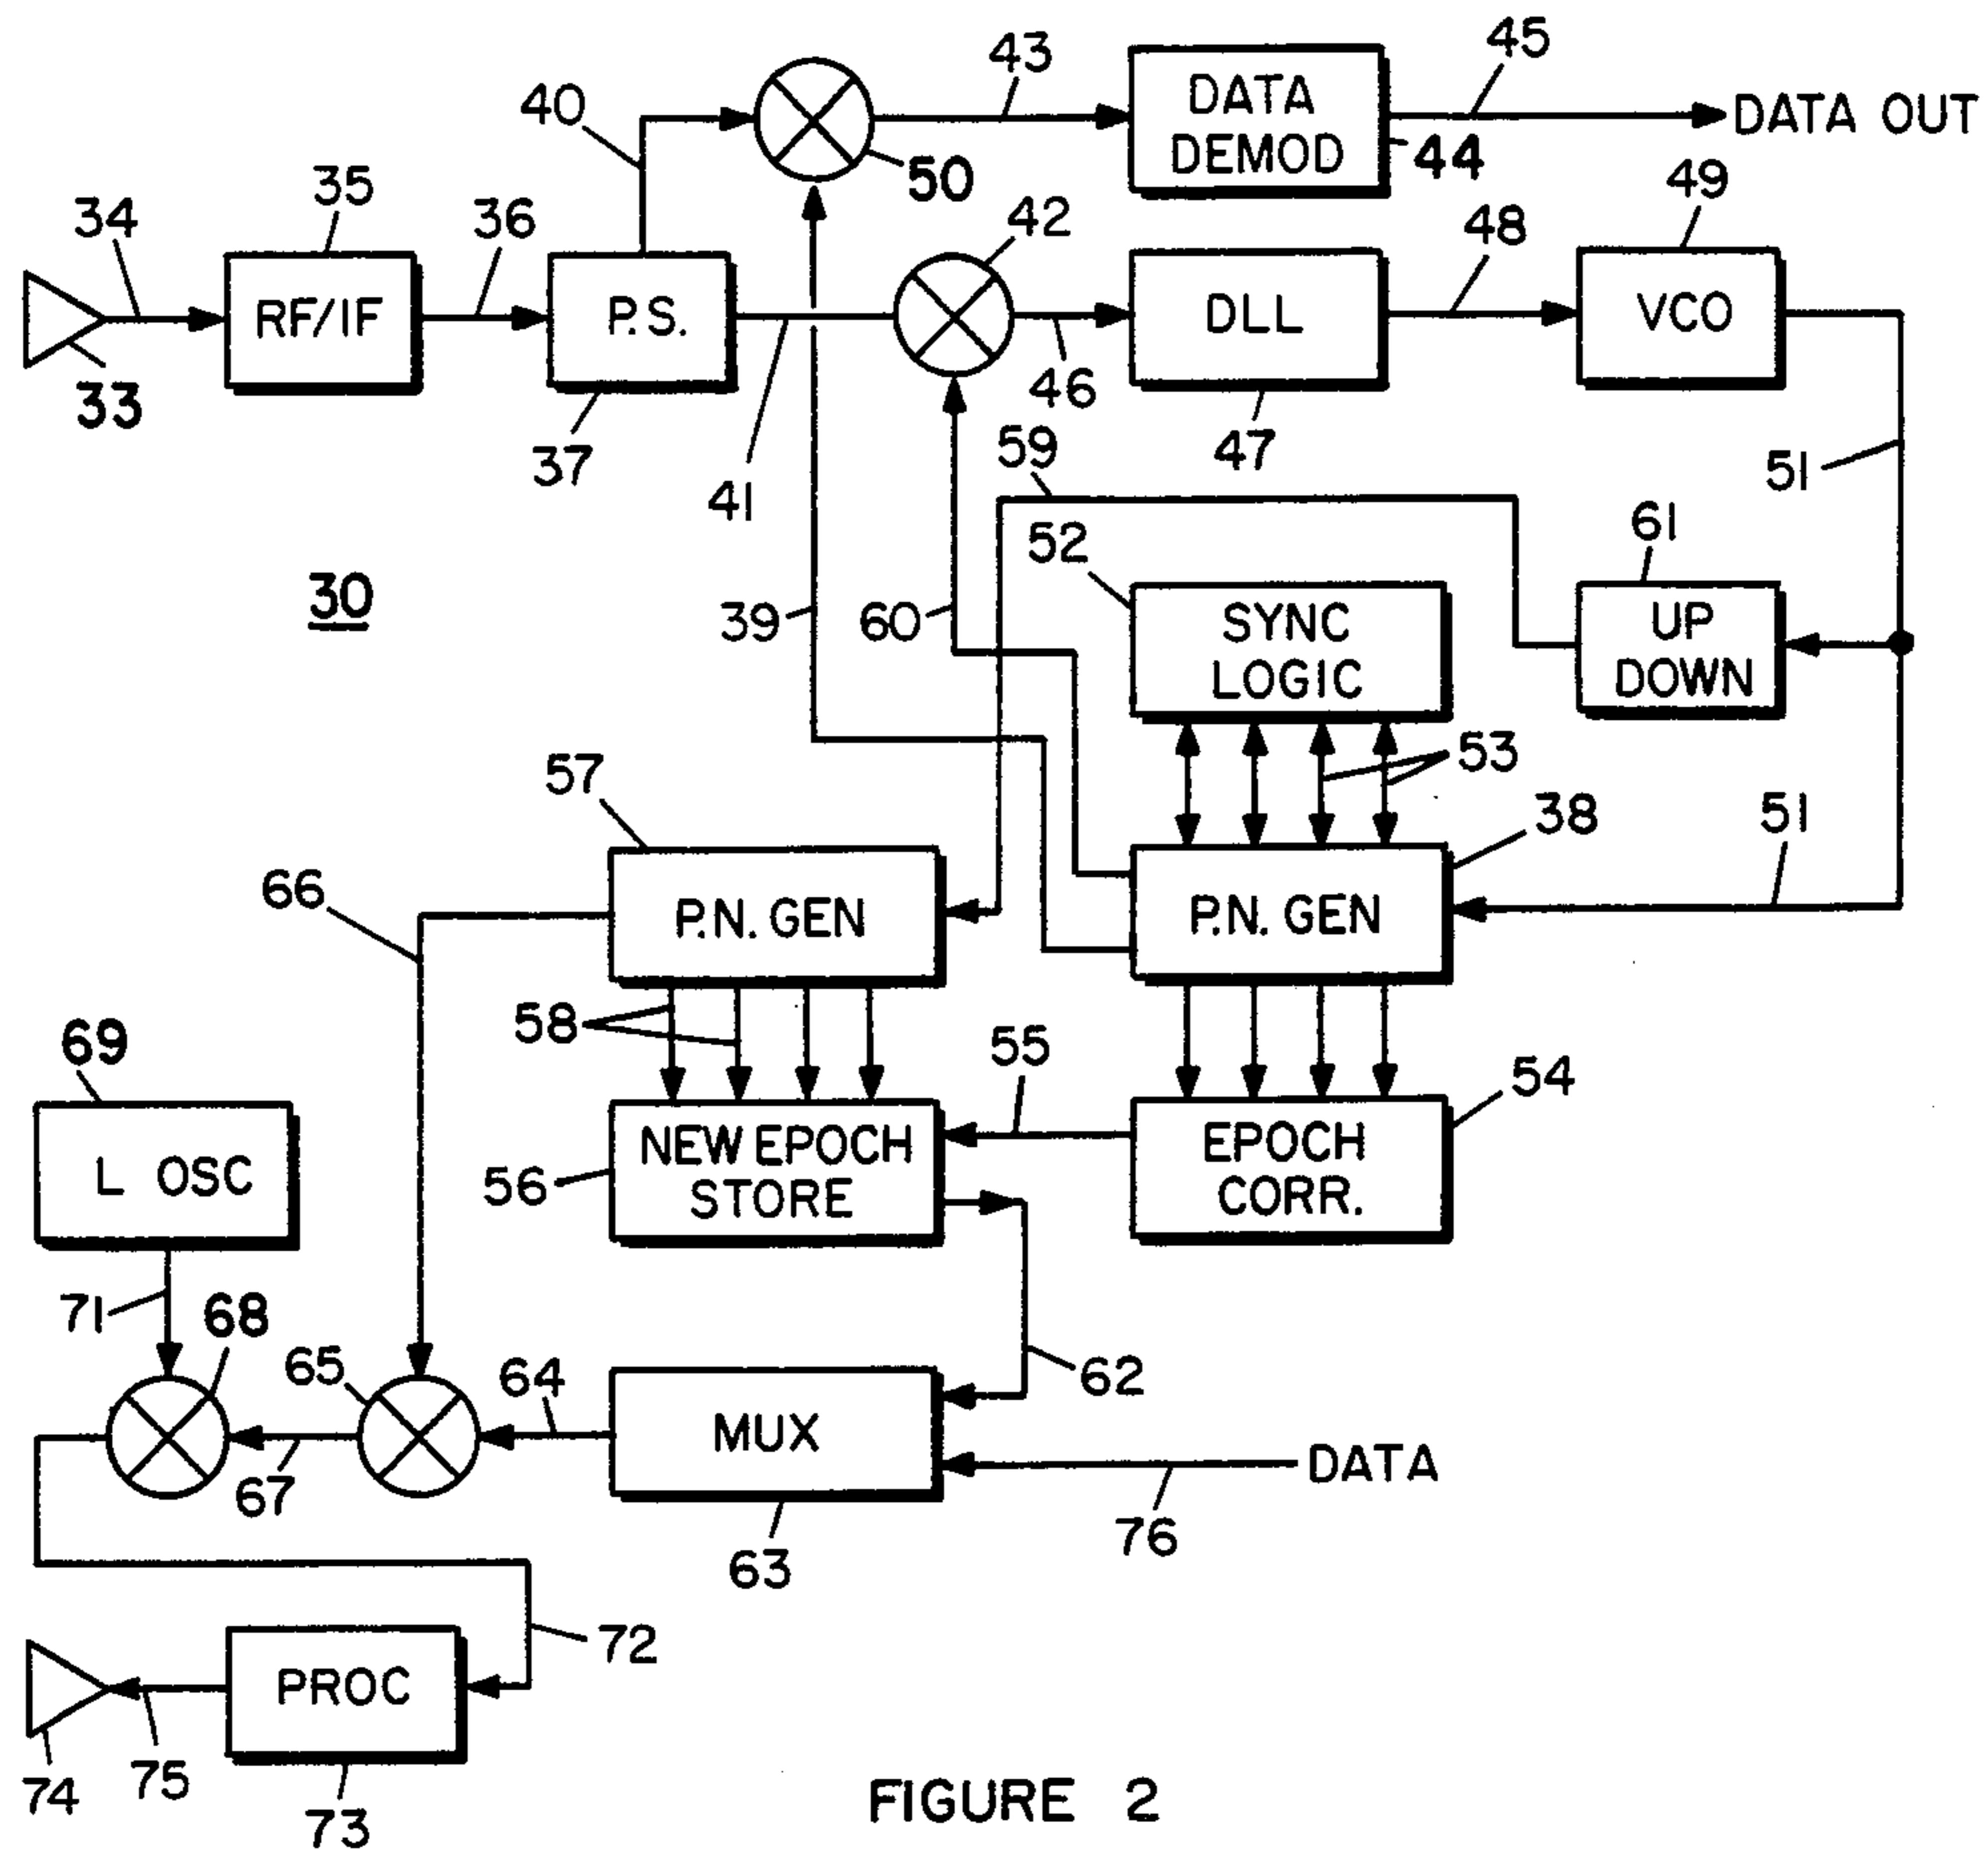 43
45
DATA
DEMOD
DATA OUT
40
50
44
35
49
34
36
42
48
RF/IF
P.S.
DLL
VCO
33
46
37
59
47
51
41
52
61
30
39
60
SYNC
LOGIC
UP
DOWN
57
53
38
51
66
P.N. GEN
P.N. GEN
58
55
69
54
L OSC
NEW EPOCH
STORE
EPOCH
CORR.
56
71
68
65
64
62
MUX
DATA
67
76
63
72
PROC
74
75
73
FIGURE 2